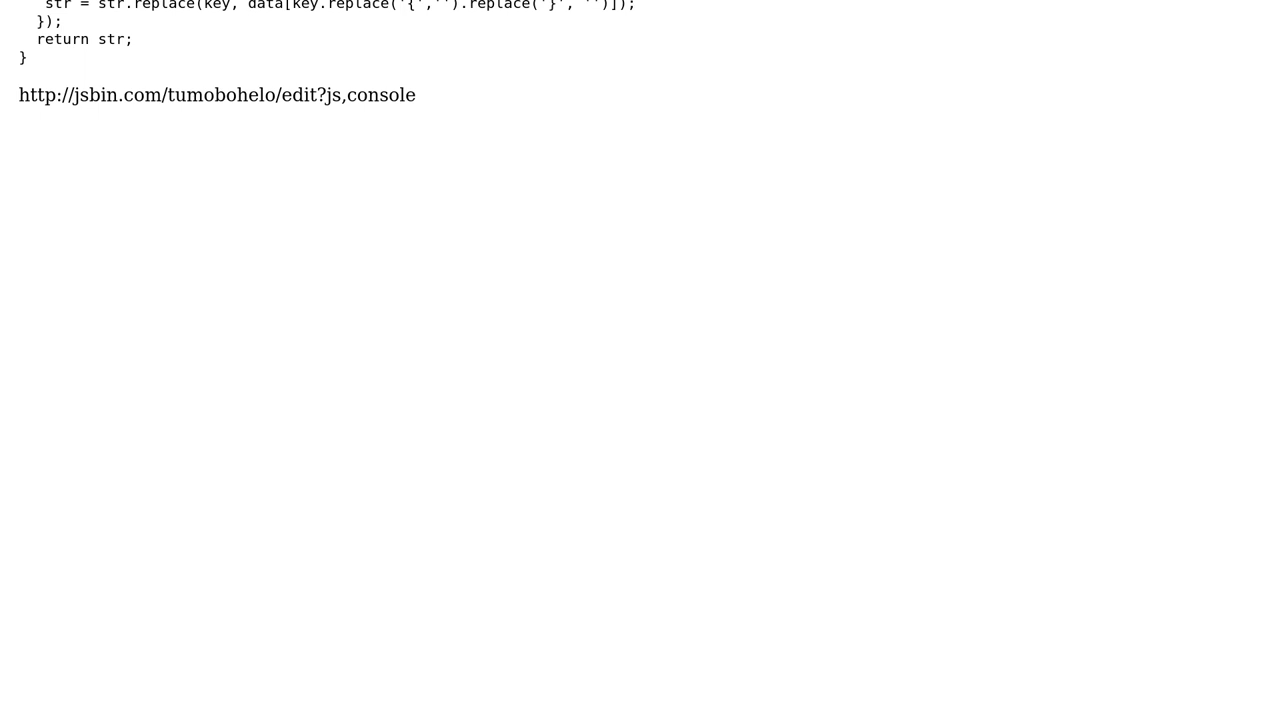 str = str.replace(key, data[key.replace('{','').replace('}', '')]);
  });
  return str;
}
http://jsbin.com/tumobohelo/edit?js,console